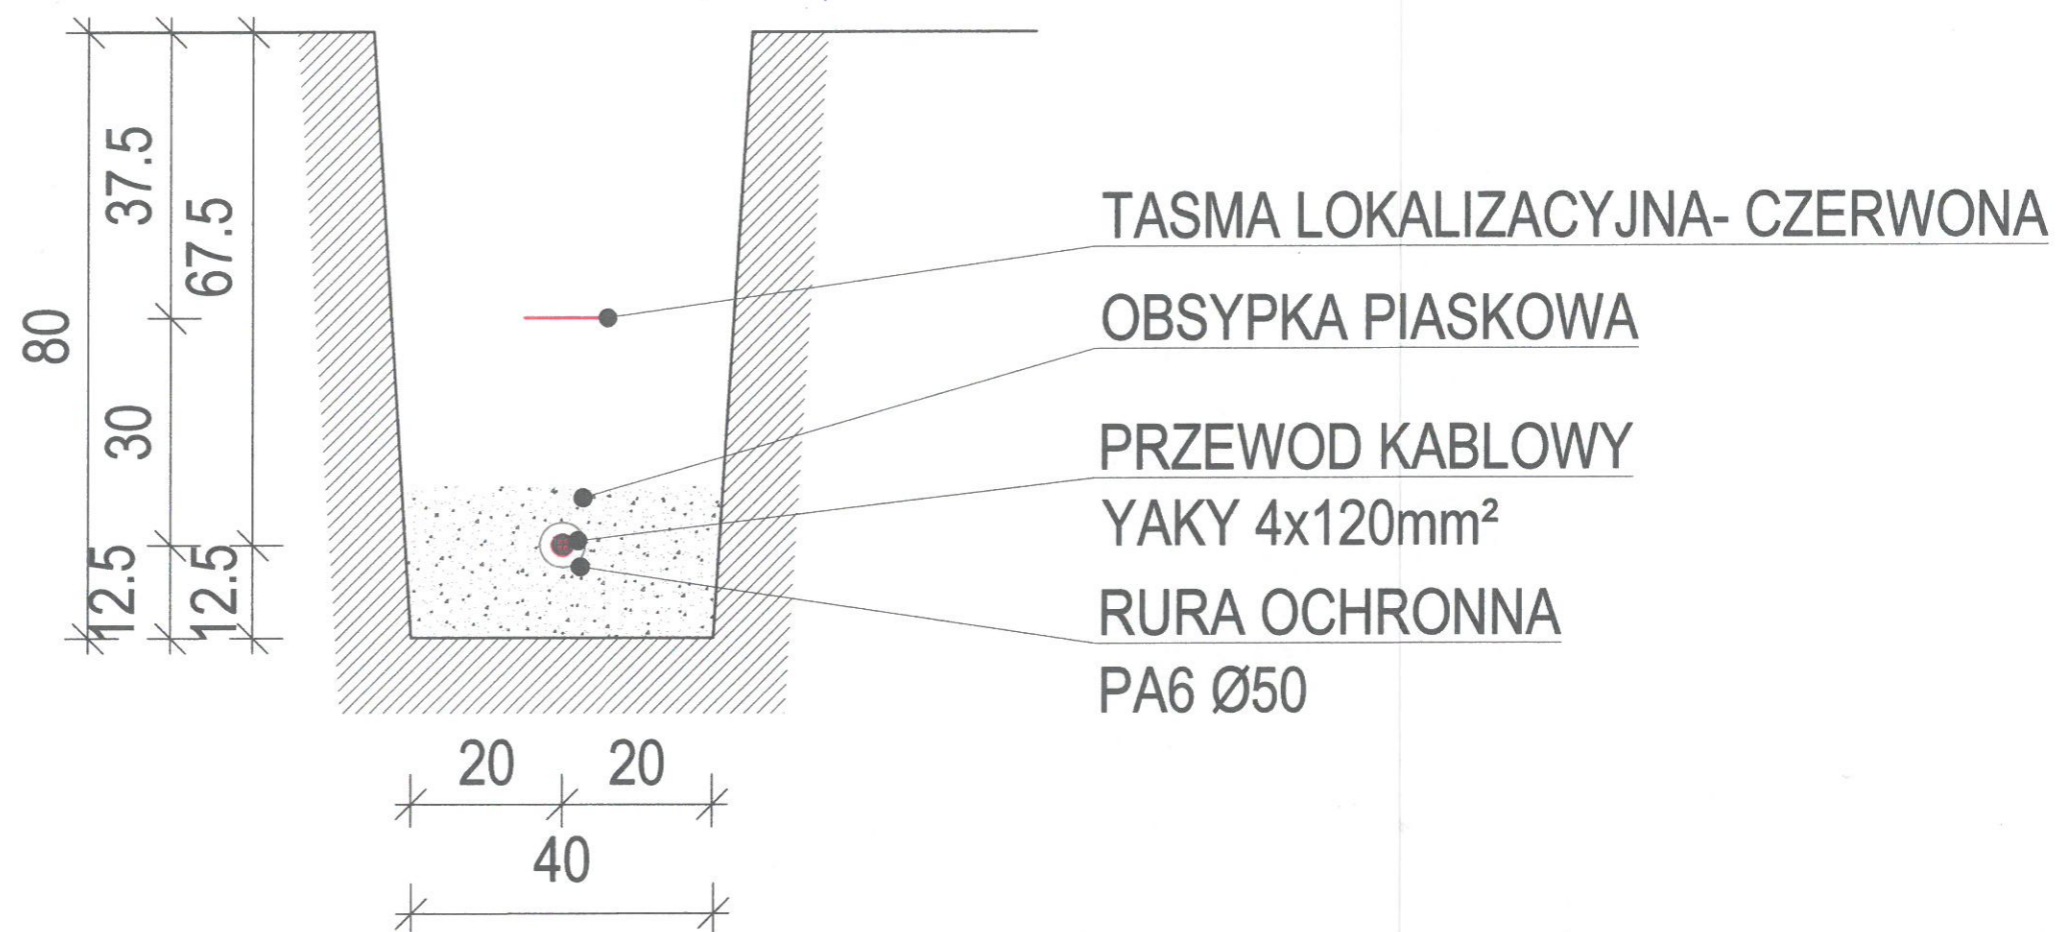 37.5
67.5
80
30
12.5
12.5
TASMA LOKALIZACYJNA- CZERWONA
OBSYPKA PIASKOWA
PRZEWOD KABLOWY
YAKY 4x120mm²
RURA OCHRONNA
PA6 Ø50
20
20
40